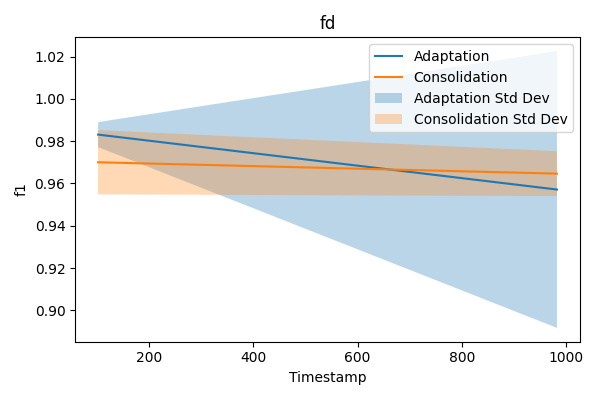 fd
Adaptation
Consolidation
Adaptation Std Dev
Consolidation Std Dev
1.02
1.00
0.98
0.96
0.94
0.92
0.90
f1
200
400
600
800
1000
Timestamp